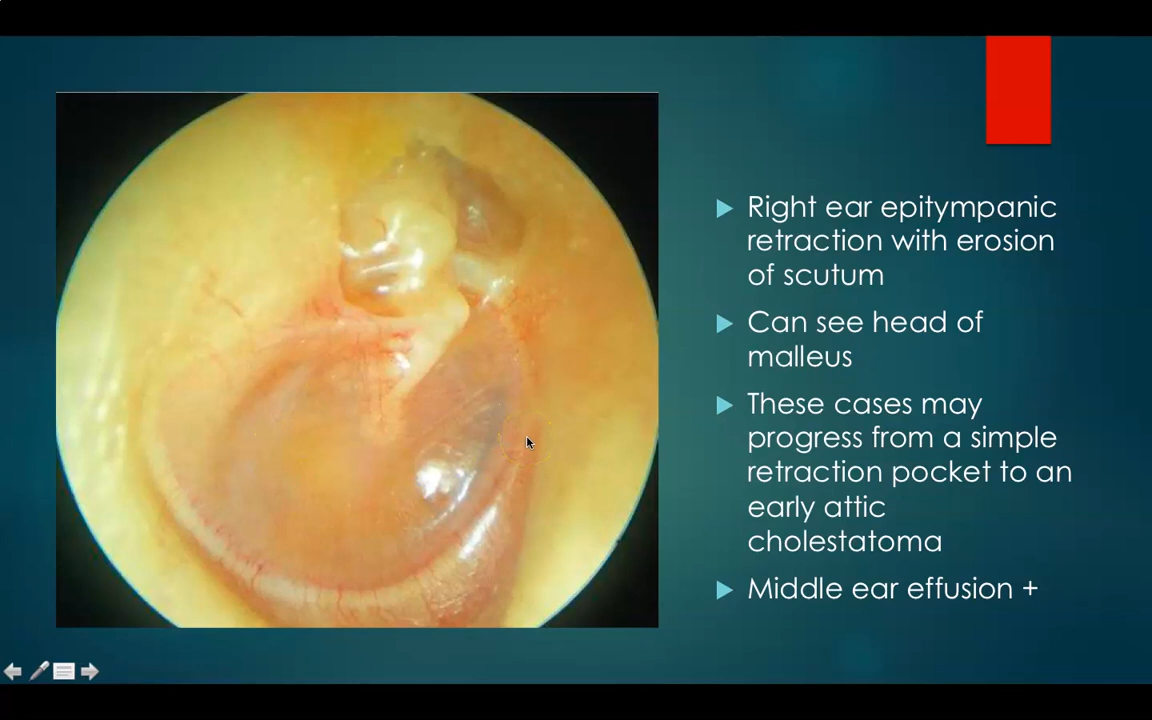 Right ear epitympanic
retraction with erosion
of scutum
Can see head of
malleus
These cases may
progress from a simple
retraction pocket to an
early attic
cholestatoma
Middle ear effusion +